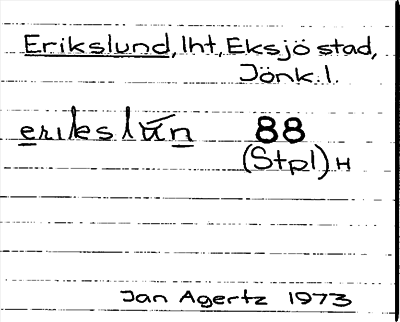 Erikslund, lht, Eksjö stad,
Jönk. l.
erikslun 88
(Stpl) H
Jan Agertz 1973